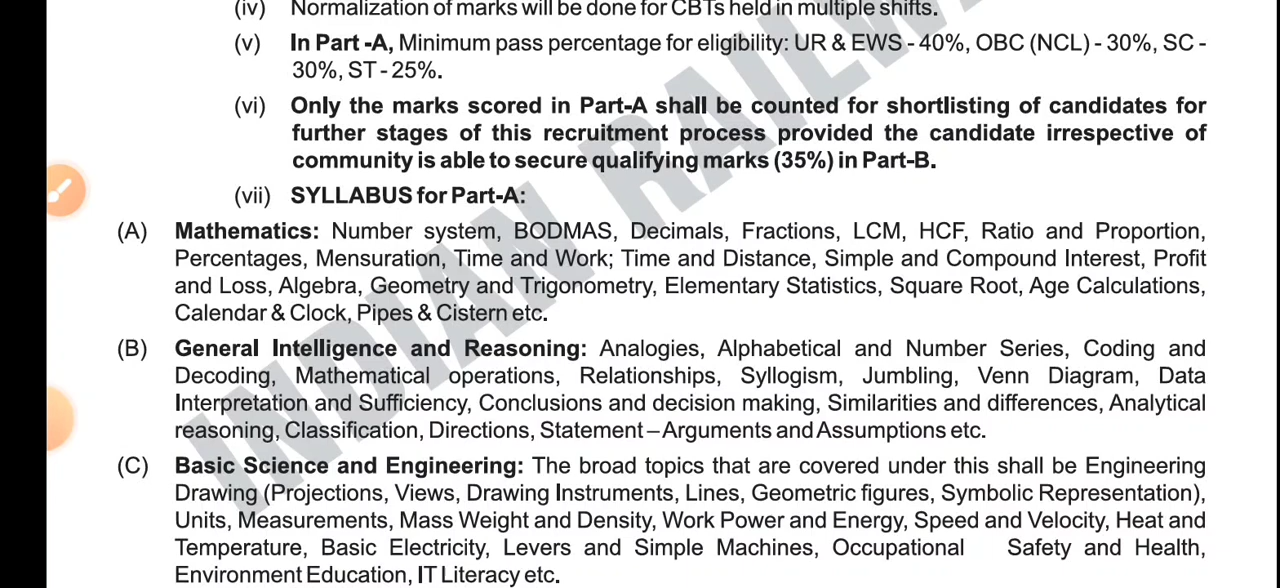 (iv) Normalization of marks will be done for CBTs held in multiple shifts.
(v) In Part -A, Minimum pass percentage for eligibility: UR & EWS - 40%, OBC (NCL) - 30%, SC -
30%, ST - 25%.
(vi) Only the marks scored in Part-A shall be counted for shortlisting of candidates for
further stages of this recruitment process provided the candidate irrespective of
community is able to secure qualifying marks (35%) in Part-B.
(vii) SYLLABUS for Part-A:
(A) Mathematics: Number system, BODMAS, Decimals, Fractions, LCM, HCF, Ratio and Proportion,
Percentages, Mensuration, Time and Work; Time and Distance, Simple and Compound Interest, Profit
and Loss, Algebra, Geometry and Trigonometry, Elementary Statistics, Square Root, Age Calculations,
Calendar & Clock, Pipes & Cistern etc.
(B) General Intelligence and Reasoning: Analogies, Alphabetical and Number Series, Coding and
Decoding, Mathematical operations, Relationships, Syllogism, Jumbling, Venn Diagram, Data
Interpretation and Sufficiency, Conclusions and decision making, Similarities and differences, Analytical
reasoning, Classification, Directions, Statement – Arguments and Assumptions etc.
(C) Basic Science and Engineering: The broad topics that are covered under this shall be Engineering
Drawing (Projections, Views, Drawing Instruments, Lines, Geometric figures, Symbolic Representation),
Units, Measurements, Mass Weight and Density, Work Power and Energy, Speed and Velocity, Heat and
Temperature, Basic Electricity, Levers and Simple Machines, Occupational Safety and Health,
Environment Education, IT Literacy etc.
INDIAN RAILW